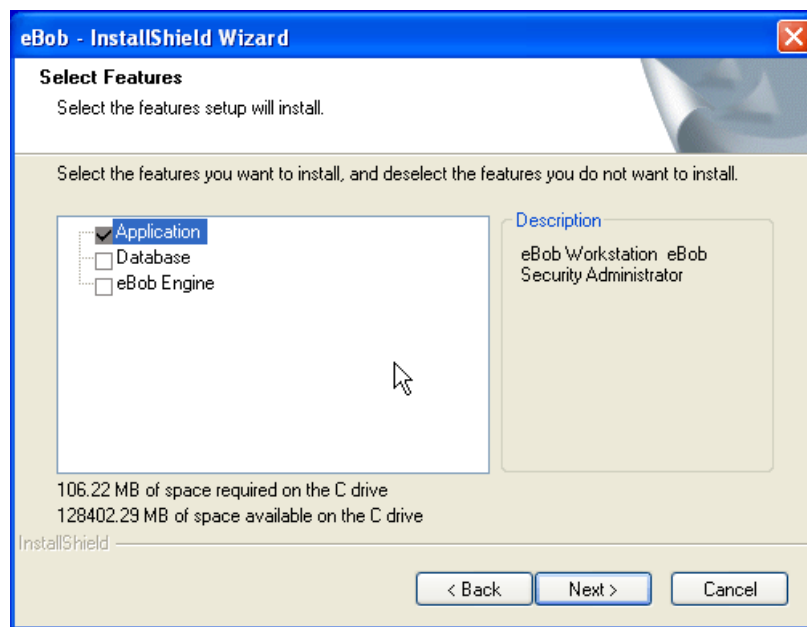 eBob - InstallShield Wizard
Select Features
Select the features setup will install.
Select the features you want to install, and deselect the features you do not want to install.
Application
Database
eBob Engine
Description
eBob Workstation  eBob
Security Administrator
106.22 MB of space required on the C drive
128402.29 MB of space available on the C drive
InstallShield
< Back
Next >
Cancel